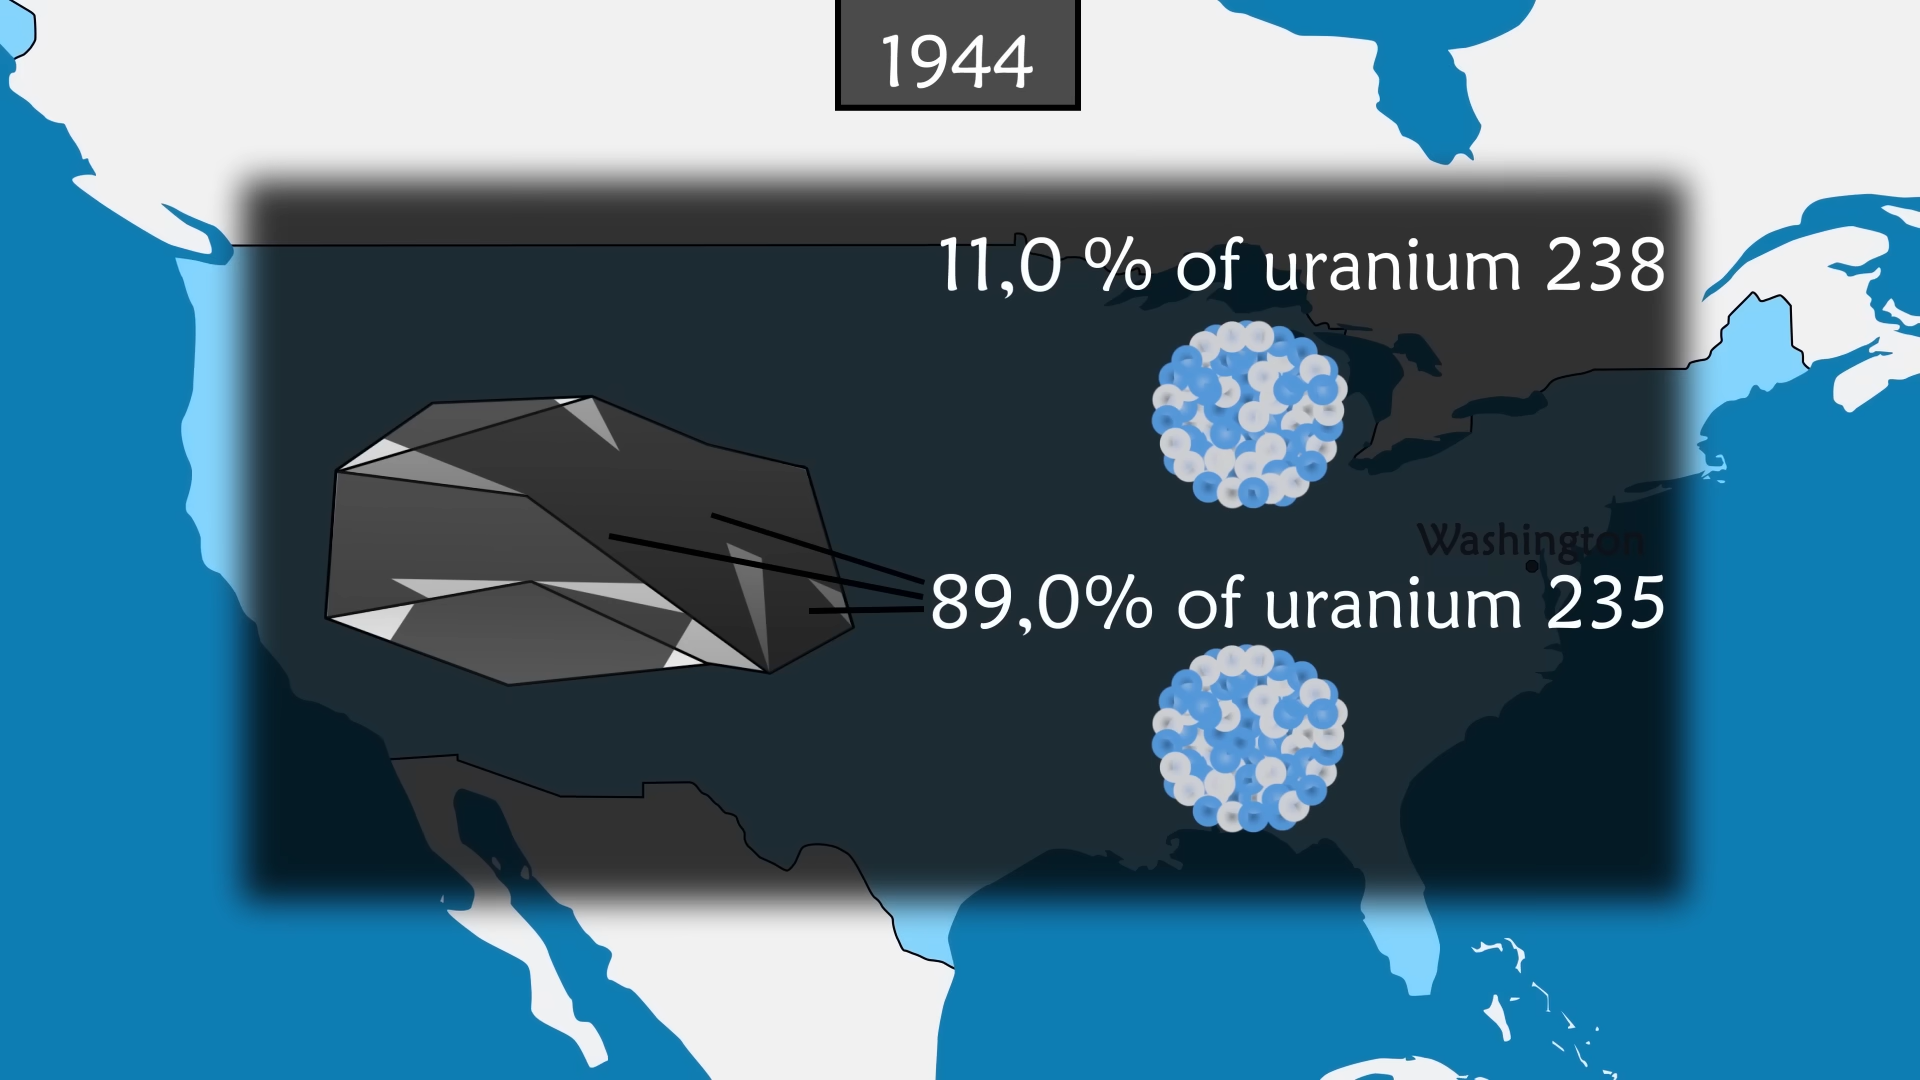 1944
11,0 % of uranium 238
Washington
89,0% of uranium 235